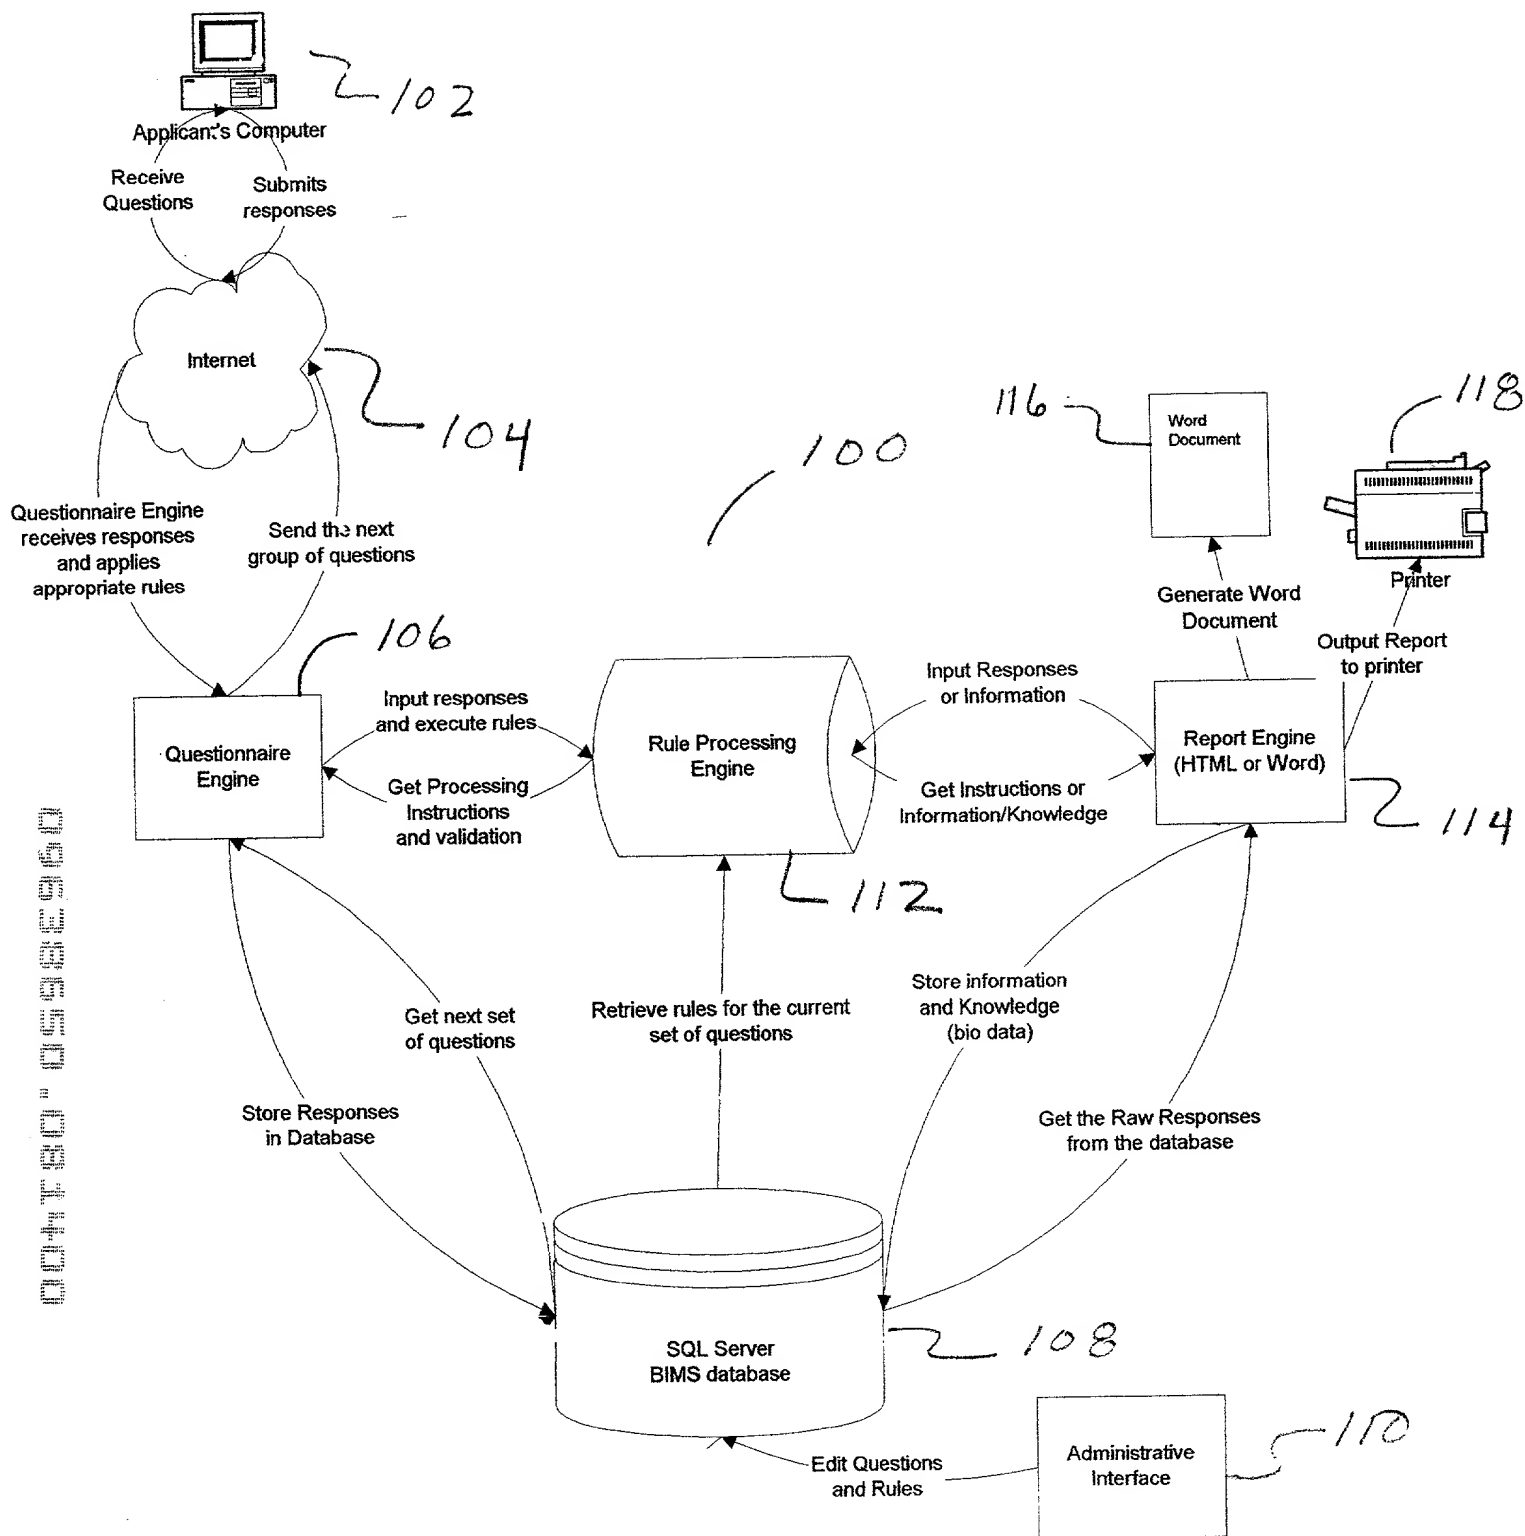 102
Applicant's Computer
Receive
Questions
Submits
responses
Internet
104
100
116
Word
Document
118
Printer
Questionnaire Engine
receives responses
and applies
appropriate rules
Send the next
group of questions
Generate Word
Document
Output Report
to printer
106
Input responses
and execute rules
Input Responses
or Information
Questionnaire
Engine
Rule Processing
Engine
Report Engine
(HTML or Word)
Get Processing
Instructions
and validation
Get Instructions or
Information/Knowledge
114
112
Get next set
of questions
Retrieve rules for the current
set of questions
Store information
and Knowledge
(bio data)
Store Responses
in Database
Get the Raw Responses
from the database
SQL Server
BIMS database
108
110
Edit Questions
and Rules
Administrative
Interface
09638650.081400